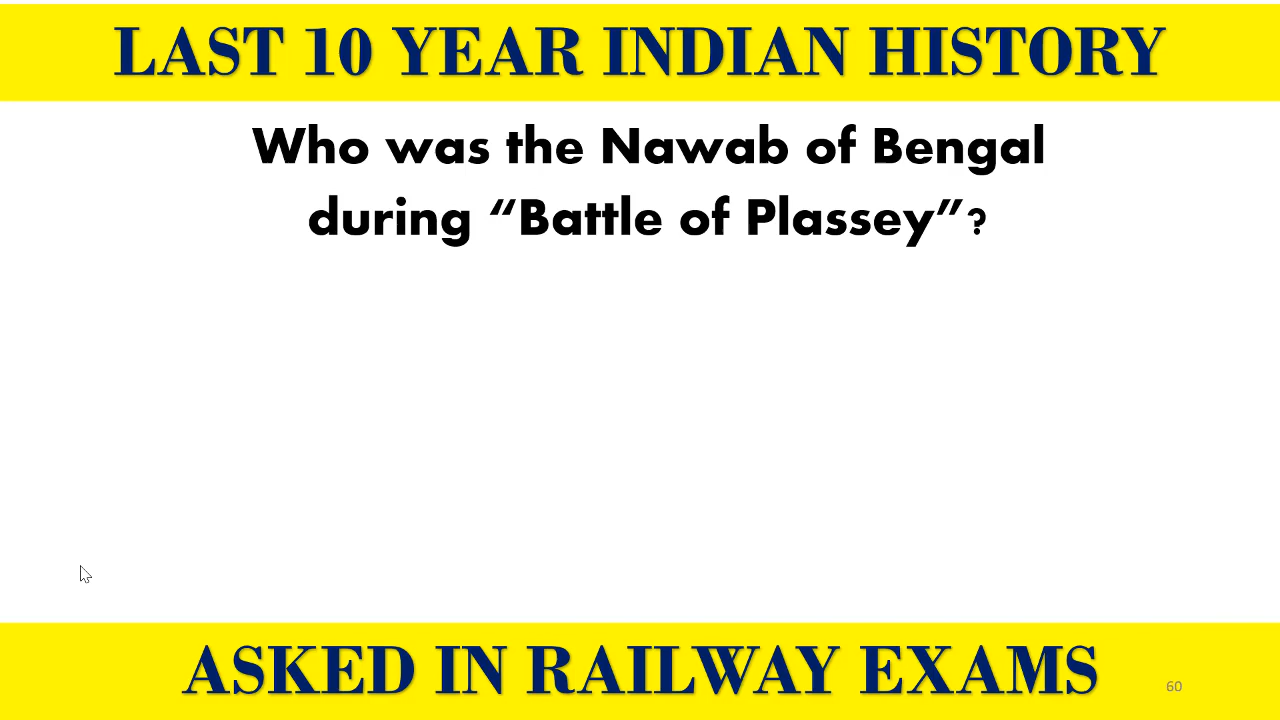 LAST 10 YEAR INDIAN HISTORY
Who was the Nawab of Bengal
during “Battle of Plassey”?
ASKED IN RAILWAY EXAMS
60